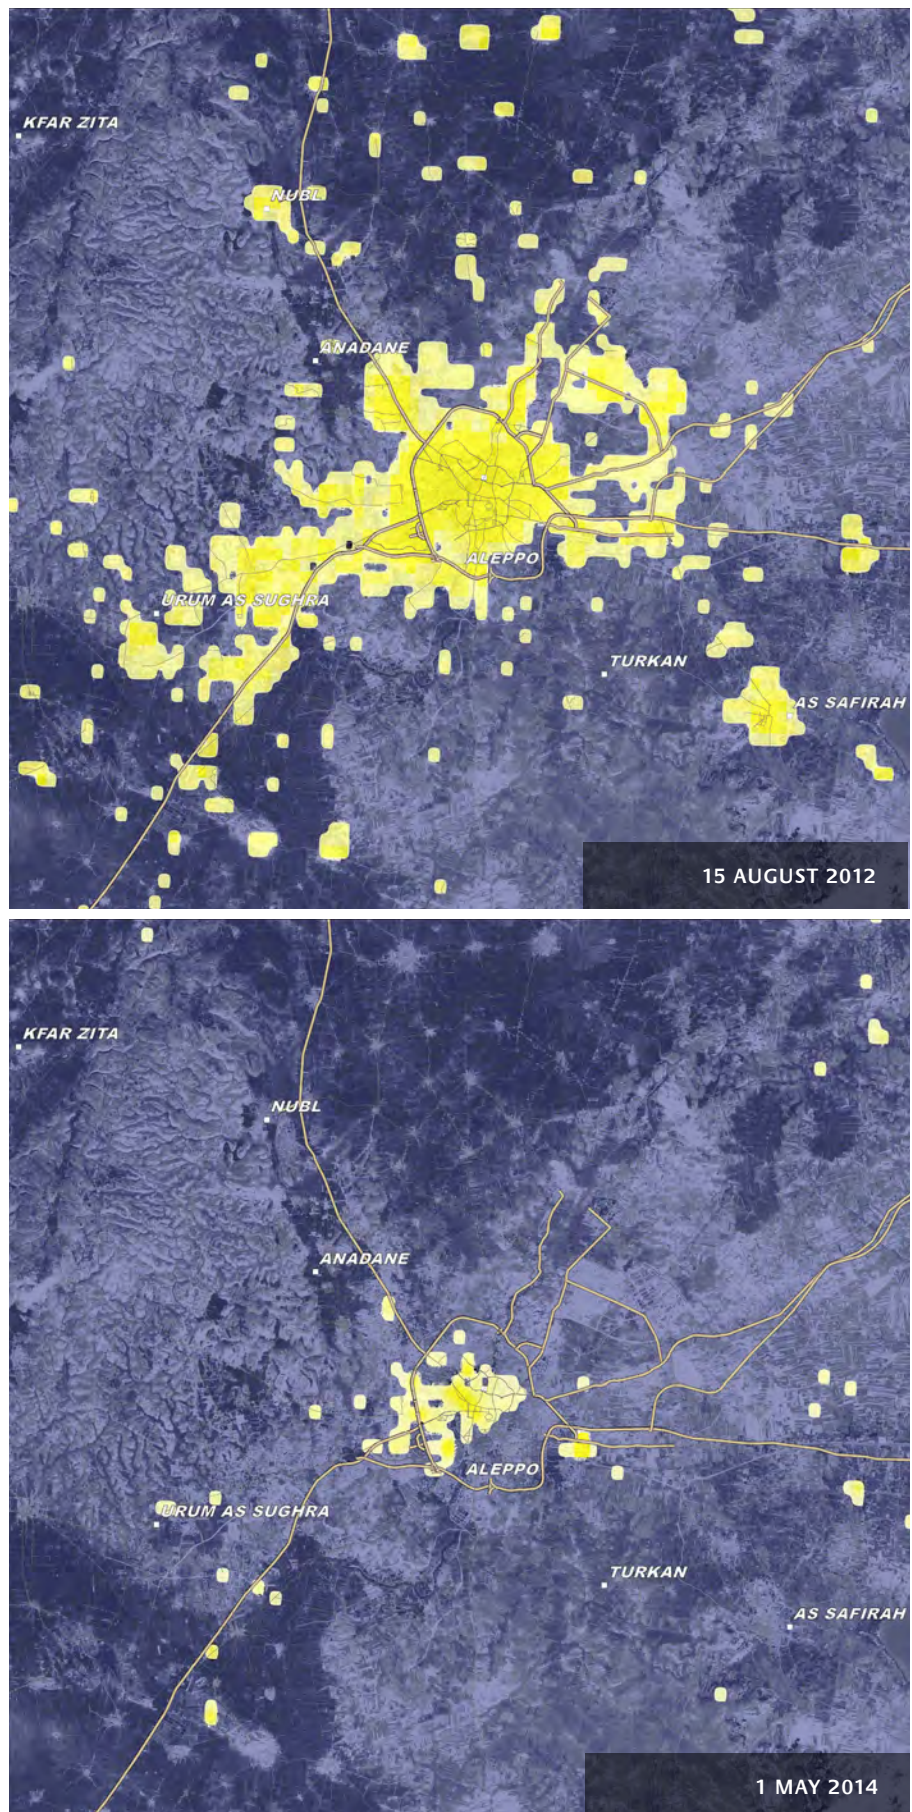 KFAR ZITA
NUBL
ANADANE
ALEPPO
URUM AS SUGHRA
TURKAN
AS SAFIRAH
15 AUGUST 2012
KFAR ZITA
NUBL
ANADANE
ALEPPO
URUM AS SUGHRA
TURKAN
AS SAFIRAH
1 MAY 2014